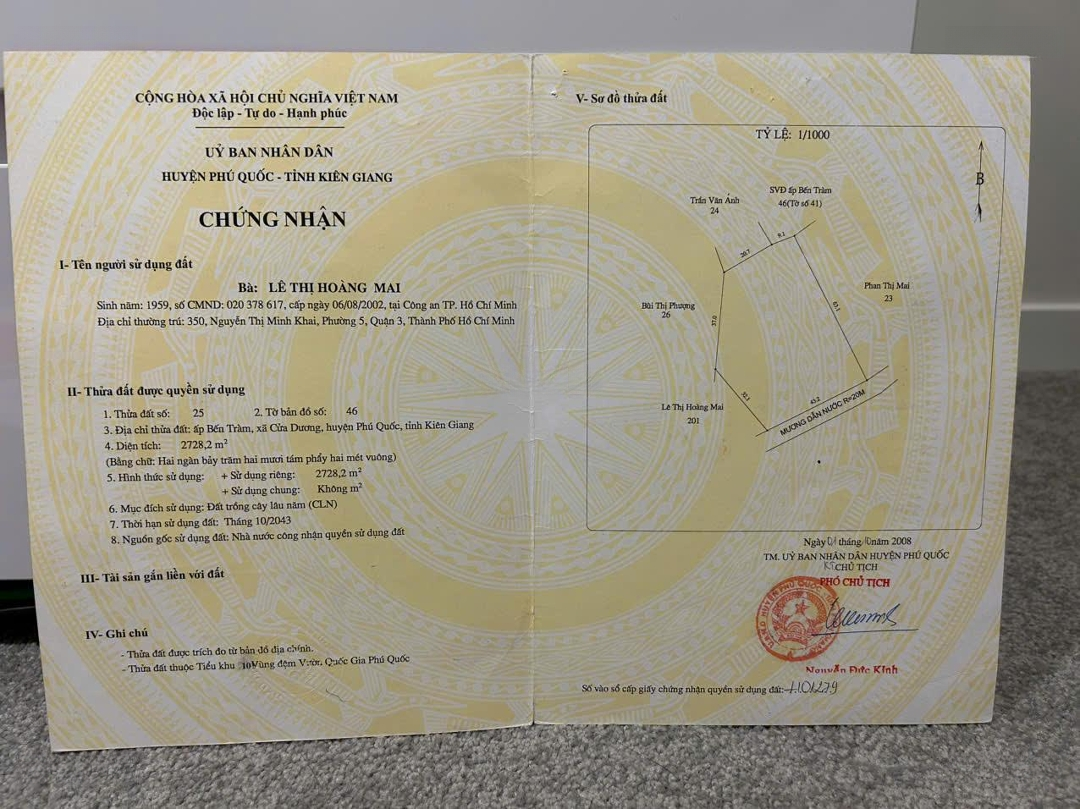 CỘNG HÒA XÃ HỘI CHỦ NGHĨA VIỆT NAM
Độc lập - Tự do - Hạnh phúc
UỶ BAN NHÂN DÂN
HUYỆN PHÚ QUỐC - TỈNH KIÊN GIANG
CHỨNG NHẬN
I- Tên người sử dụng đất
Bà: LÊ THỊ HOÀNG MAI
Sinh năm: 1959, số CMND: 020 378 617, cấp ngày 06/08/2002, tại Công an TP. Hồ Chí Minh
Địa chỉ thường trú: 350, Nguyễn Thị Minh Khai, Phường 5, Quận 3, Thành Phố Hồ Chí Minh
II- Thửa đất được quyền sử dụng
1. Thửa đất số: 25 2. Tờ bản đồ số: 46
3. Địa chỉ thửa đất: ấp Bến Tràm, xã Cửa Dương, huyện Phú Quốc, tỉnh Kiên Giang
4. Diện tích: 2728,2 m²
(Bằng chữ: Hai ngàn bảy trăm hai mươi tám phẩy hai mét vuông)
5. Hình thức sử dụng: + Sử dụng riêng: 2728,2 m²
+ Sử dụng chung: Không m²
6. Mục đích sử dụng: Đất trồng cây lâu năm (CLN)
7. Thời hạn sử dụng đất: Tháng 10/2043
8. Nguồn gốc sử dụng đất: Nhà nước công nhận quyền sử dụng đất
III- Tài sản gắn liền với đất
IV- Ghi chú
- Thửa đất được trích đo từ bản đồ địa chính.
- Thửa đất thuộc Tiểu khu 10 Vùng đệm Vườn Quốc Gia Phú Quốc
V- Sơ đồ thửa đất
TỶ LỆ: 1/1000
B
SVĐ ấp Bến Tràm
46(Tờ số 41)
Trần Văn Ánh
24
Phan Thị Mai
23
Bùi Thị Phượng
26
Lê Thị Hoàng Mai
201
MƯƠNG DẪN NƯỚC R=20M
Ngày 01 tháng 10 năm 2008
TM. UỶ BAN NHÂN DÂN HUYỆN PHÚ QUỐC
KT CHỦ TỊCH
PHÓ CHỦ TỊCH
Nguyễn Đức Kỉnh
Số vào sổ cấp giấy chứng nhận quyền sử dụng đất: